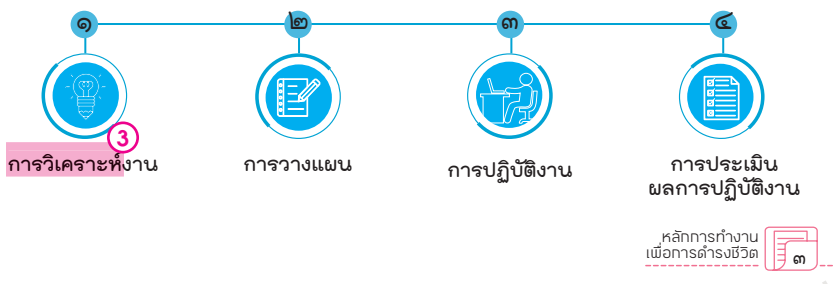 ๑ ๒ ๓ ๔
3
การวิเคราะห์งาน การวางแผน การปฏิบัติงาน การประเมิน
ผลการปฏิบัติงาน
หลักการทำงาน
เพื่อการดำรงชีวิต ๓